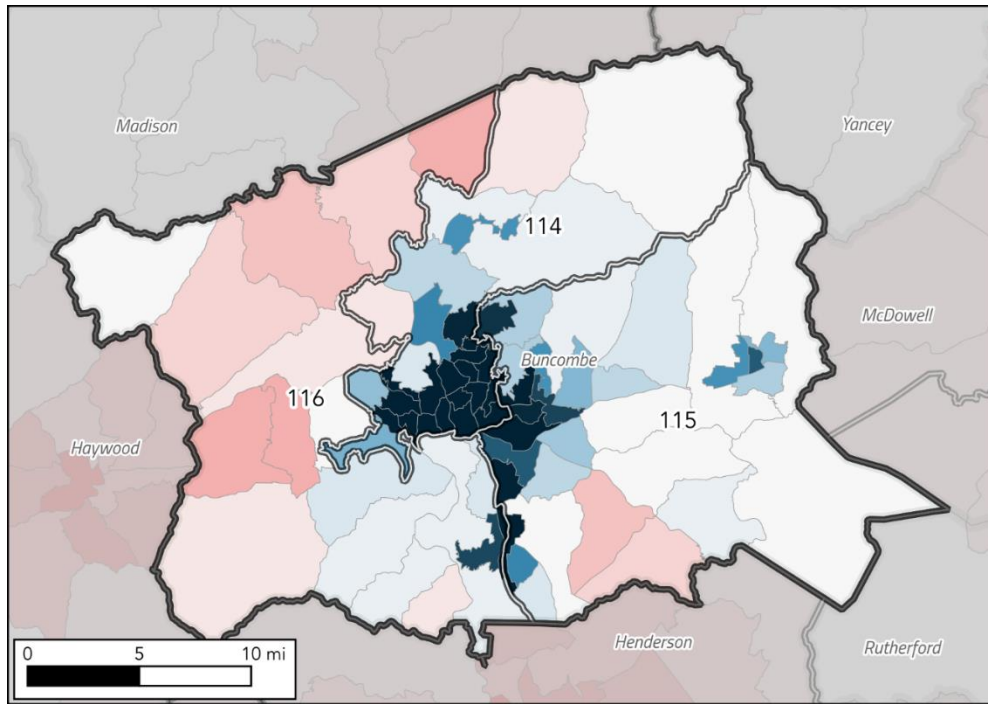 Madison
Yancey
114
McDowell
Buncombe
116
115
Haywood
Henderson
Rutherford
0 5 10 mi